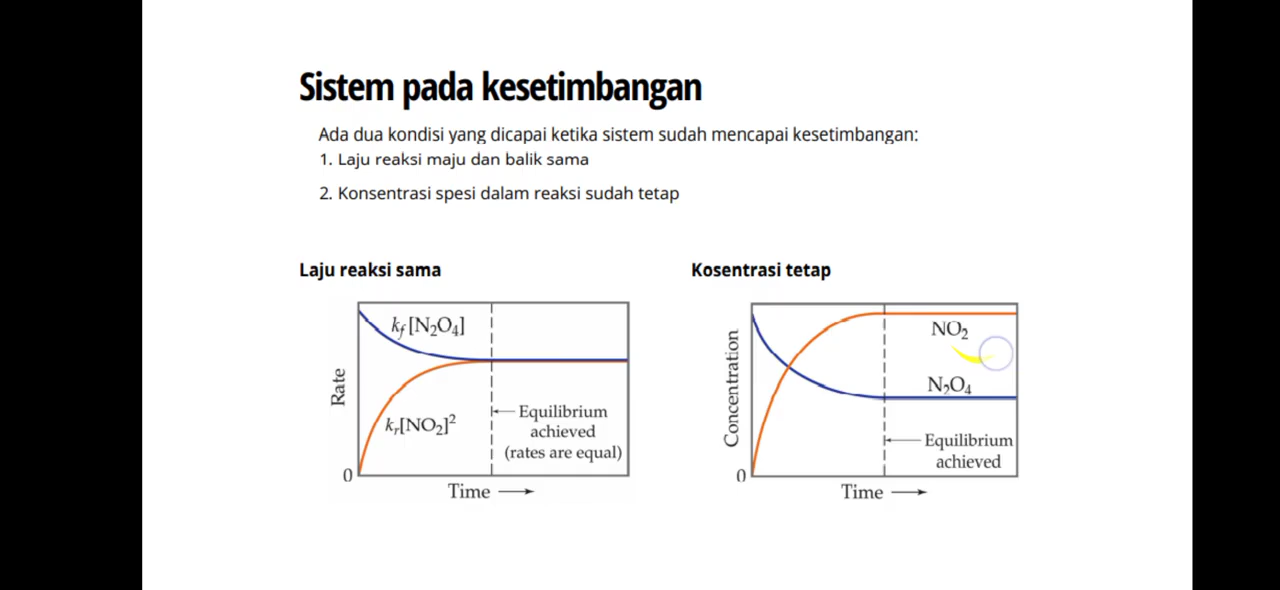 Sistem pada kesetimbangan
Ada dua kondisi yang dicapai ketika sistem sudah mencapai kesetimbangan:
1. Laju reaksi maju dan balik sama
2. Konsentrasi spesi dalam reaksi sudah tetap
Laju reaksi sama
Rate
k_f[N₂O₄]
k_r[NO₂]²
Equilibrium
achieved
(rates are equal)
0
Time
Kosentrasi tetap
Concentration
NO₂
N₂O₄
Equilibrium
achieved
0
Time